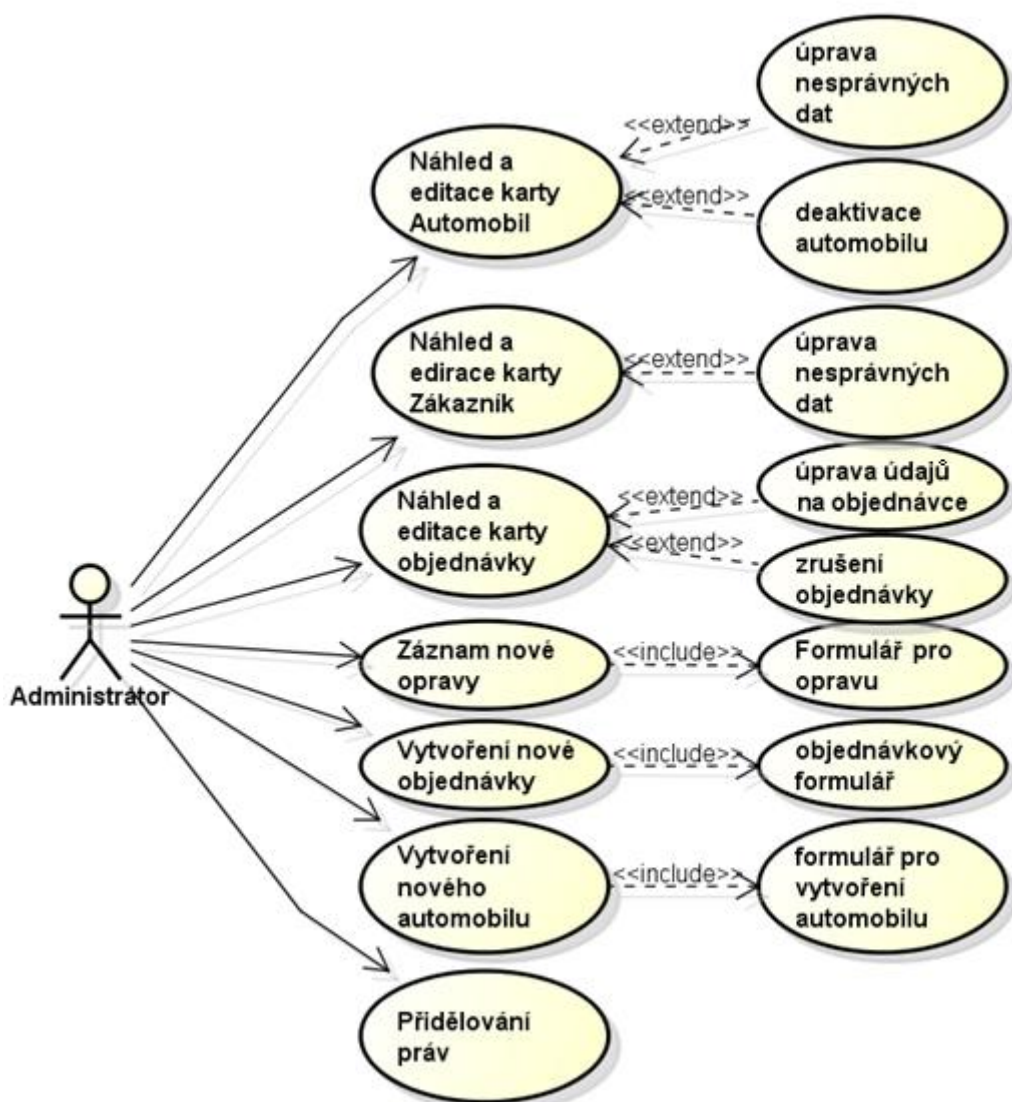 úprava
nesprávných
dat
<<extend>>
Náhled a
editace karty
Automobil
<<extend>>
deaktivace
automobilu
Náhled a
edirace karty
Zákazník
<<extend>>
úprava
nesprávných
dat
Náhled a
editace karty
objednávky
<<extend>>
úprava údajů
na objednávce
<<extend>>
zrušení
objednávky
Administrátor
Záznam nové
opravy
<<include>>
Formulář pro
opravu
Vytvoření nové
objednávky
<<include>>
objednávkový
formulář
Vytvoření
nového
automobilu
<<include>>
formulář pro
vytvoření
automobilu
Přidělování
práv